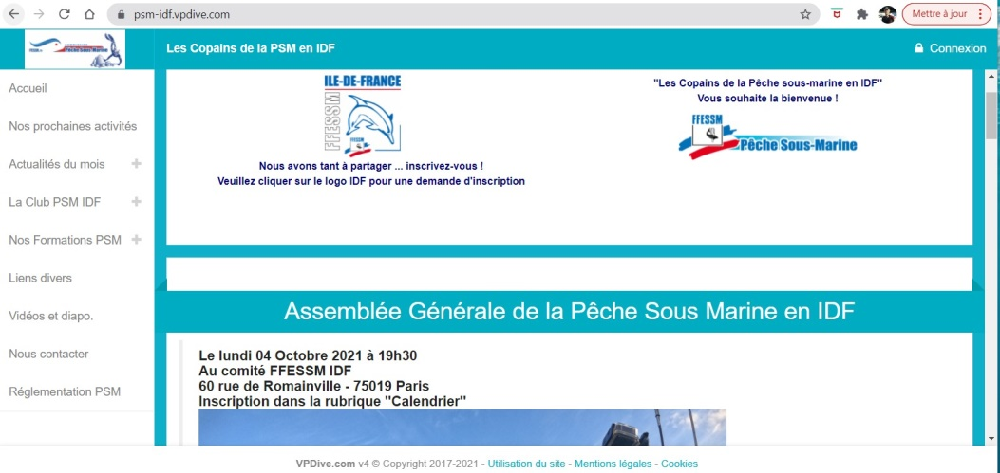 psm-idf.vpdive.com
Mettre à jour
Les Copains de la PSM en IDF
Connexion
Accueil
Nos prochaines activités
Actualités du mois
La Club PSM IDF
Nos Formations PSM
Liens divers
Vidéos et diapo.
Nous contacter
Réglementation PSM
ILE-DE-FRANCE
FFESSM
FFESSM
Nous avons tant à partager ... inscrivez-vous !
Veuillez cliquer sur le logo IDF pour une demande d'inscription
"Les Copains de la Pêche sous-marine en IDF"
Vous souhaite la bienvenue !
FFESSM
Pêche Sous-Marine
Assemblée Générale de la Pêche Sous Marine en IDF
Le lundi 04 Octobre 2021 à 19h30
Au comité FFESSM IDF
60 rue de Romainville - 75019 Paris
Inscription dans la rubrique "Calendrier"
VPDive.com v4 © Copyright 2017-2021 - Utilisation du site - Mentions légales - Cookies